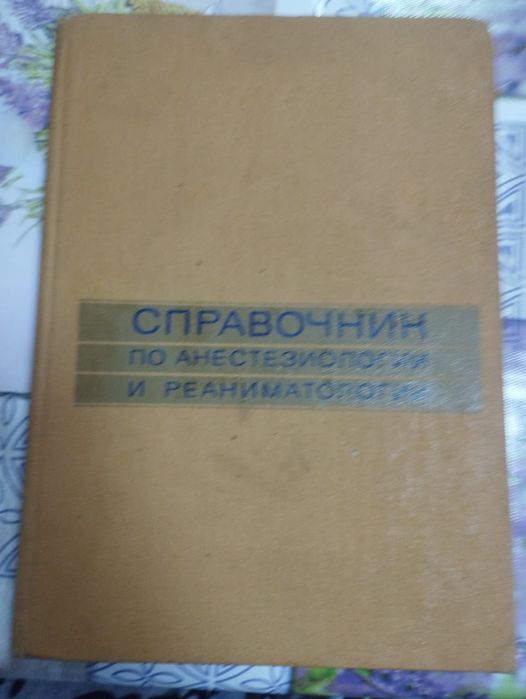 СПРАВОЧНИК
ПО АНЕСТЕЗИОЛОГИИ
И РЕАНИМАТОЛОГИИ